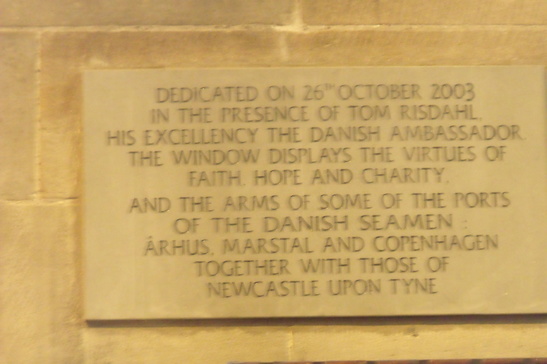 DEDICATED ON 26TH OCTOBER 2003
IN THE PRESENCE OF TOM RISDAHL,
HIS EXCELLENCY THE DANISH AMBASSADOR.
THE WINDOW DISPLAYS THE VIRTUES OF
FAITH, HOPE AND CHARITY,
AND THE ARMS OF SOME OF THE PORTS
OF THE DANISH SEAMEN :
ÅRHUS, MARSTAL AND COPENHAGEN
TOGETHER WITH THOSE OF
NEWCASTLE UPON TYNE